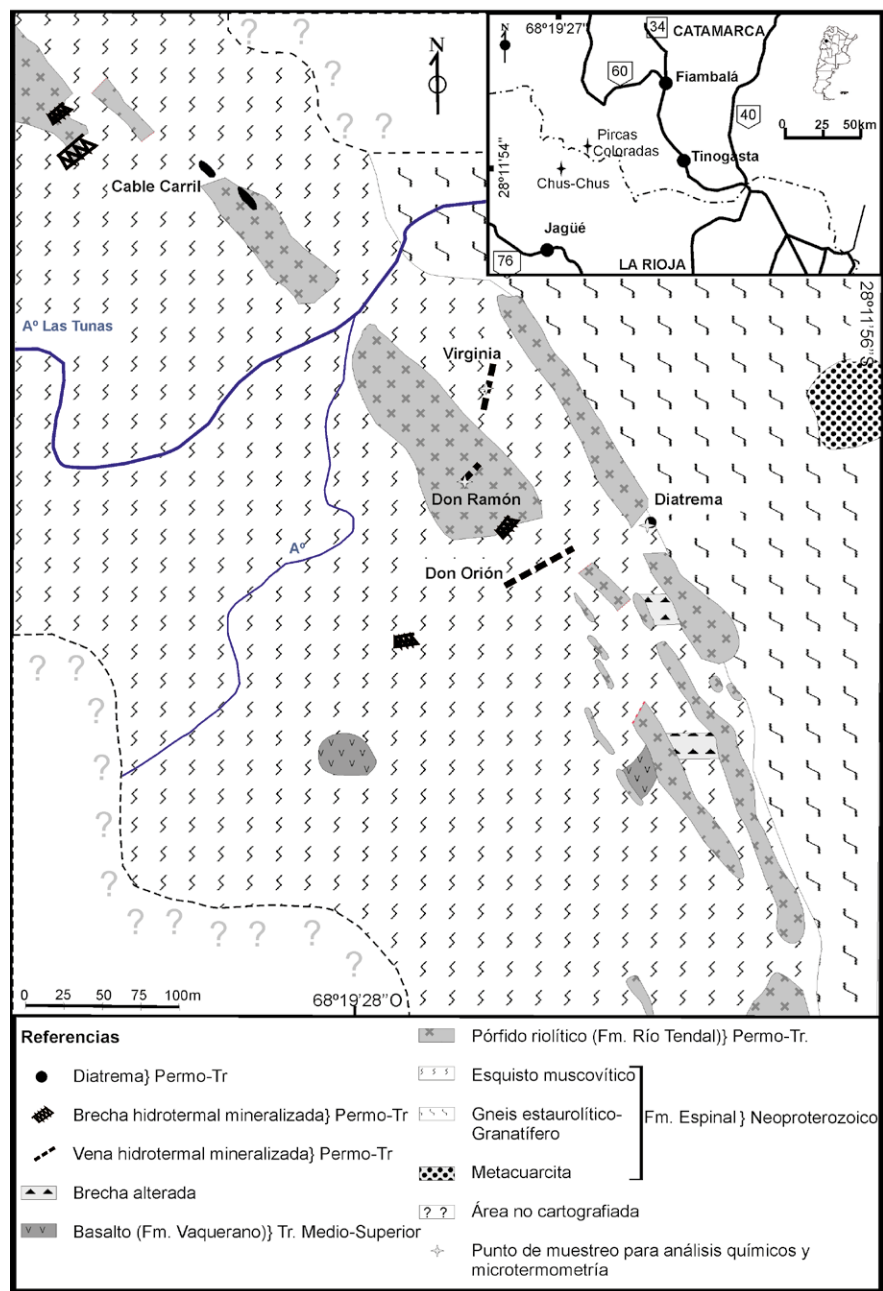 N
68º19'27"
34
CATAMARCA
60
Fiambalá
40
0 25 50km
Pircas
Coloradas
Tinogasta
28º11'54
Chus-Chus
Jagüé
76
LA RIOJA
Cable Carril
28º11'56"S
Aº Las Tunas
Virginia
Don Ramón
Diatrema
Aº
Don Orión
? ? ? ? ?
? ? ? ? ? ? ? ? ? ? ?
v v v v v
v v v
0 25 50 75 100m
68º19'28"O
Referencias
Diatrema} Permo-Tr
Brecha hidrotermal mineralizada} Permo-Tr
Vena hidrotermal mineralizada} Permo-Tr
Brecha alterada
v v Basalto (Fm. Vaquerano)} Tr. Medio-Superior
Pórfido riolítico (Fm. Río Tendal)} Permo-Tr.
Esquisto muscovítico
Gneis estaurolítico-
Granatífero
Fm. Espinal } Neoproterozoico
Metacuarcita
? ? Área no cartografiada
Punto de muestreo para análisis químicos y
microtermometría